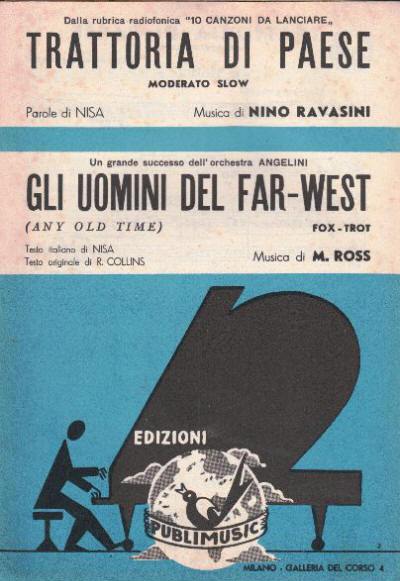 Dalla rubrica radiofonica "10 CANZONI DA LANCIARE„
TRATTORIA DI PAESE
MODERATO SLOW
Parole di NISA Musica di NINO RAVASINI
Un grande successo dell'orchestra ANGELINI
GLI UOMINI DEL FAR-WEST
(ANY OLD TIME) FOX-TROT
Testo italiano di NISA
Testo originale di R. COLLINS
Musica di M. ROSS
EDIZIONI
PUBLIMUSIC
MILANO - GALLERIA DEL CORSO 4